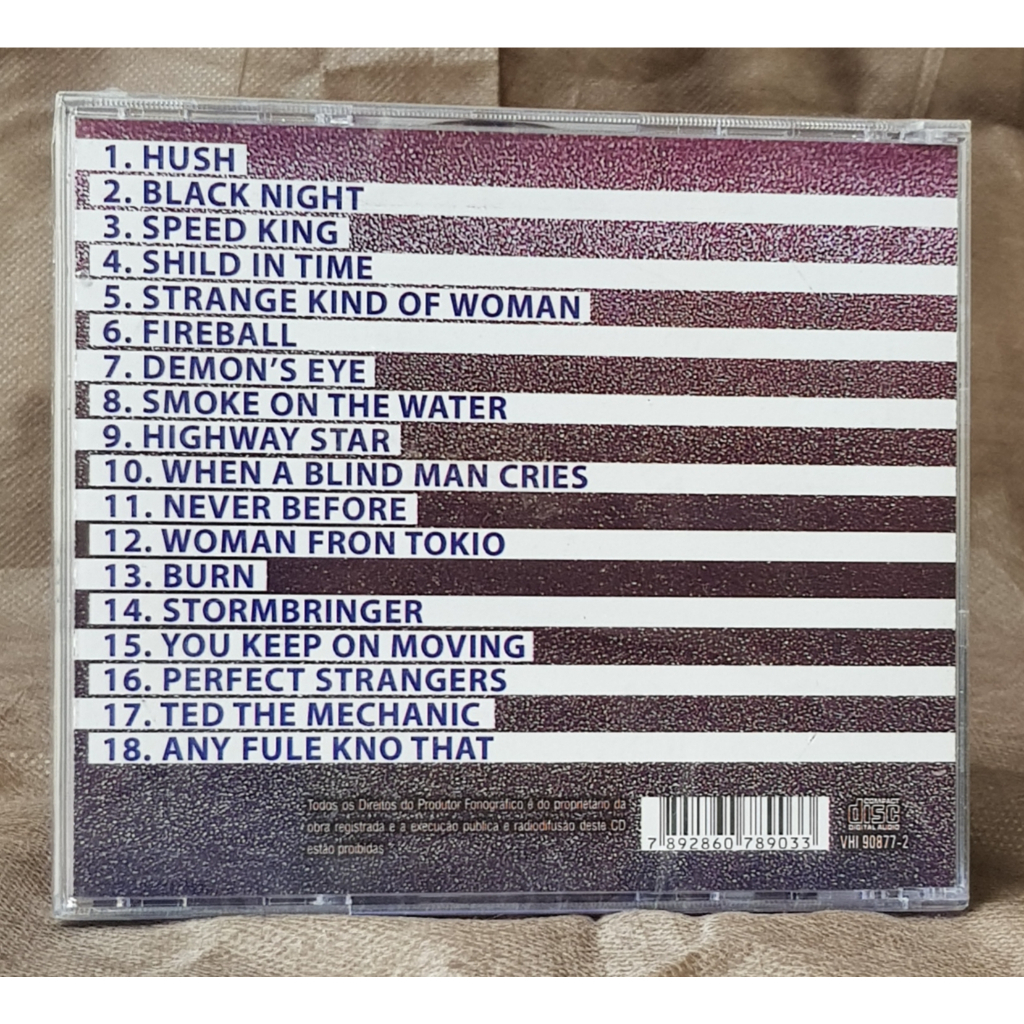 1. HUSH
2. BLACK NIGHT
3. SPEED KING
4. SHILD IN TIME
5. STRANGE KIND OF WOMAN
6. FIREBALL
7. DEMON'S EYE
8. SMOKE ON THE WATER
9. HIGHWAY STAR
10. WHEN A BLIND MAN CRIES
11. NEVER BEFORE
12. WOMAN FRON TOKIO
13. BURN
14. STORMBRINGER
15. YOU KEEP ON MOVING
16. PERFECT STRANGERS
17. TED THE MECHANIC
18. ANY FULE KNO THAT
Todos os Direitos do Produtor Fonográfico e do proprietário da
obra registrada e a execução publica e radiodifusão deste CD
estão proibidas
7 892860 789033
COMPACT
disc
DIGITAL AUDIO
VHI 90877-2